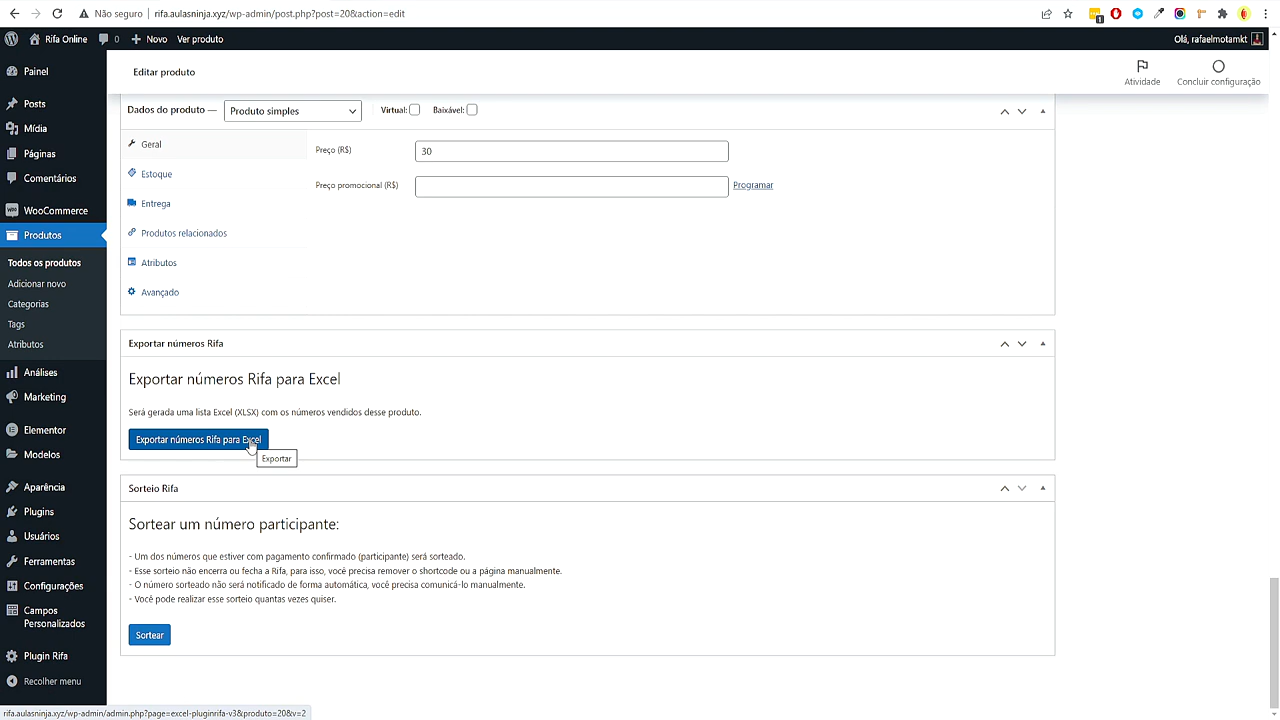 Não seguro
rifa.aulasninja.xyz/wp-admin/post.php?post=20&action=edit
1
Rifa Online
0
Novo
Ver produto
Olá, rafaelmotamkt
Painel
Posts
Mídia
Páginas
Comentários
WooCommerce
Produtos
Todos os produtos
Adicionar novo
Categorias
Tags
Atributos
Análises
Marketing
Elementor
Modelos
Aparência
Plugins
Usuários
Ferramentas
Configurações
Campos
Personalizados
Plugin Rifa
Recolher menu
Editar produto
Atividade
Concluir configuração
Dados do produto —
Produto simples
Virtual:
Baixável:
Geral
Estoque
Entrega
Produtos relacionados
Atributos
Avançado
Preço (R$)
30
Preço promocional (R$)
Programar
Exportar números Rifa
Exportar números Rifa para Excel
Será gerada uma lista Excel (XLSX) com os números vendidos desse produto.
Exportar números Rifa para Excel
Exportar
Sorteio Rifa
Sortear um número participante:
- Um dos números que estiver com pagamento confirmado (participante) será sorteado.
- Esse sorteio não encerra ou fecha a Rifa, para isso, você precisa remover o shortcode ou a página manualmente.
- O número sorteado não será notificado de forma automática, você precisa comunicá-lo manualmente.
- Você pode realizar esse sorteio quantas vezes quiser.
Sortear
rifa.aulasninja.xyz/wp-admin/admin.php?page=excel-pluginrifa-v3&produto=20&v=2